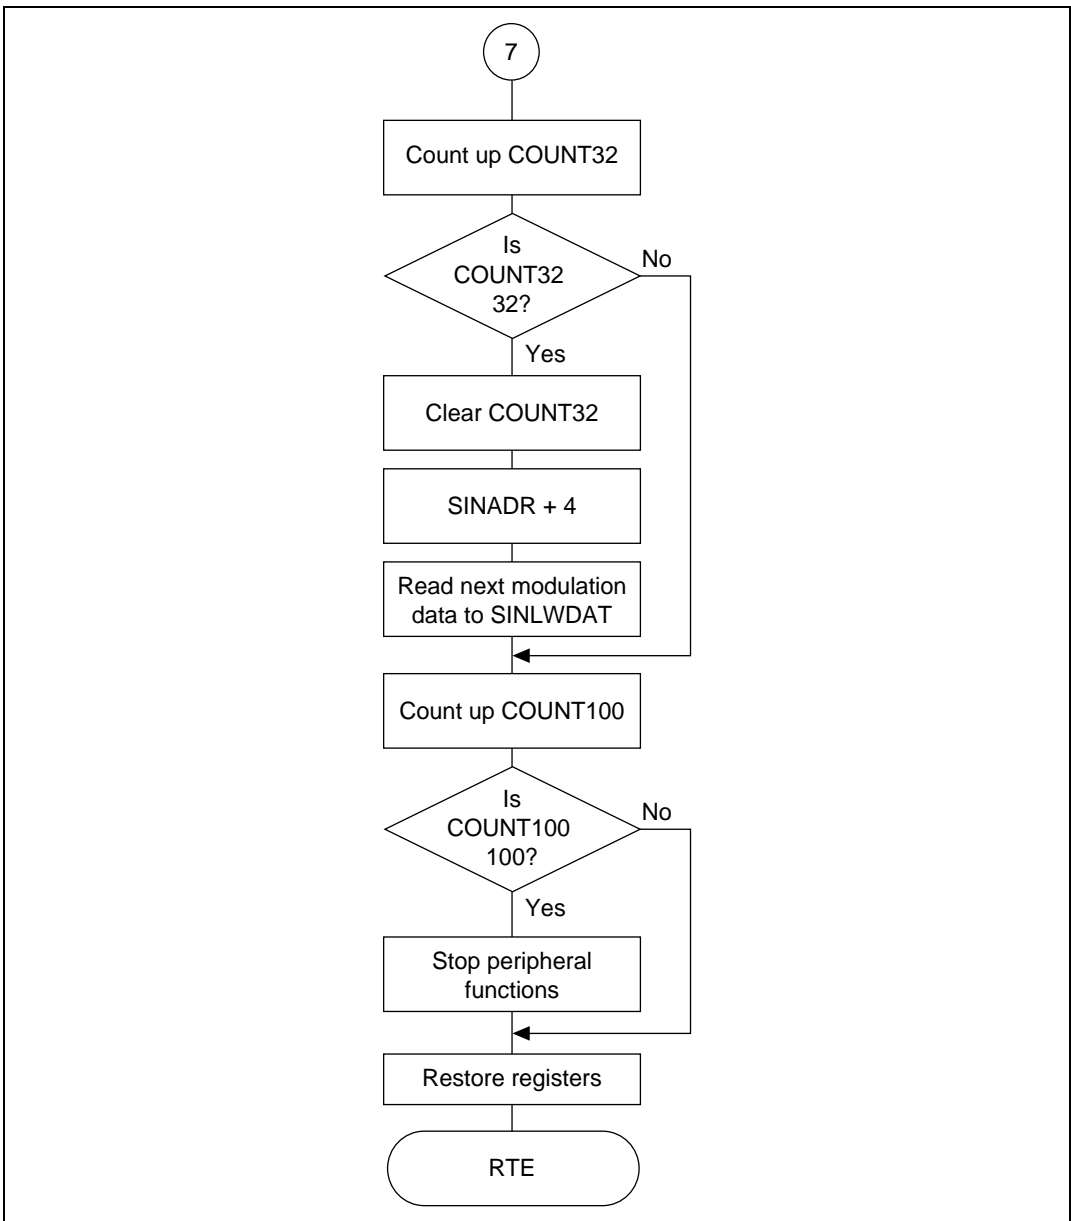 7
Count up COUNT32
Is
COUNT32
32?
No
Yes
Clear COUNT32
SINADR + 4
Read next modulation
data to SINLWDAT
Count up COUNT100
Is
COUNT100
100?
No
Yes
Stop peripheral
functions
Restore registers
RTE